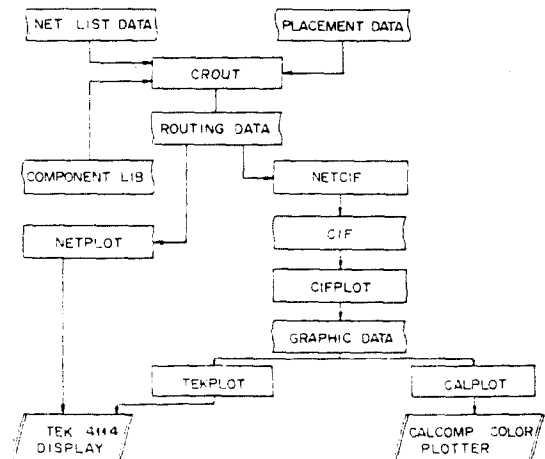 NET LIST DATA
PLACEMENT DATA
CROUT
ROUTING DATA
COMPONENT LIB
NETCIF
NETPLOT
CIF
CIFPLOT
GRAPHIC DATA
TEKPLOT
CALPLOT
TEK 4114
DISPLAY
CALCOMP COLOR
PLOTTER